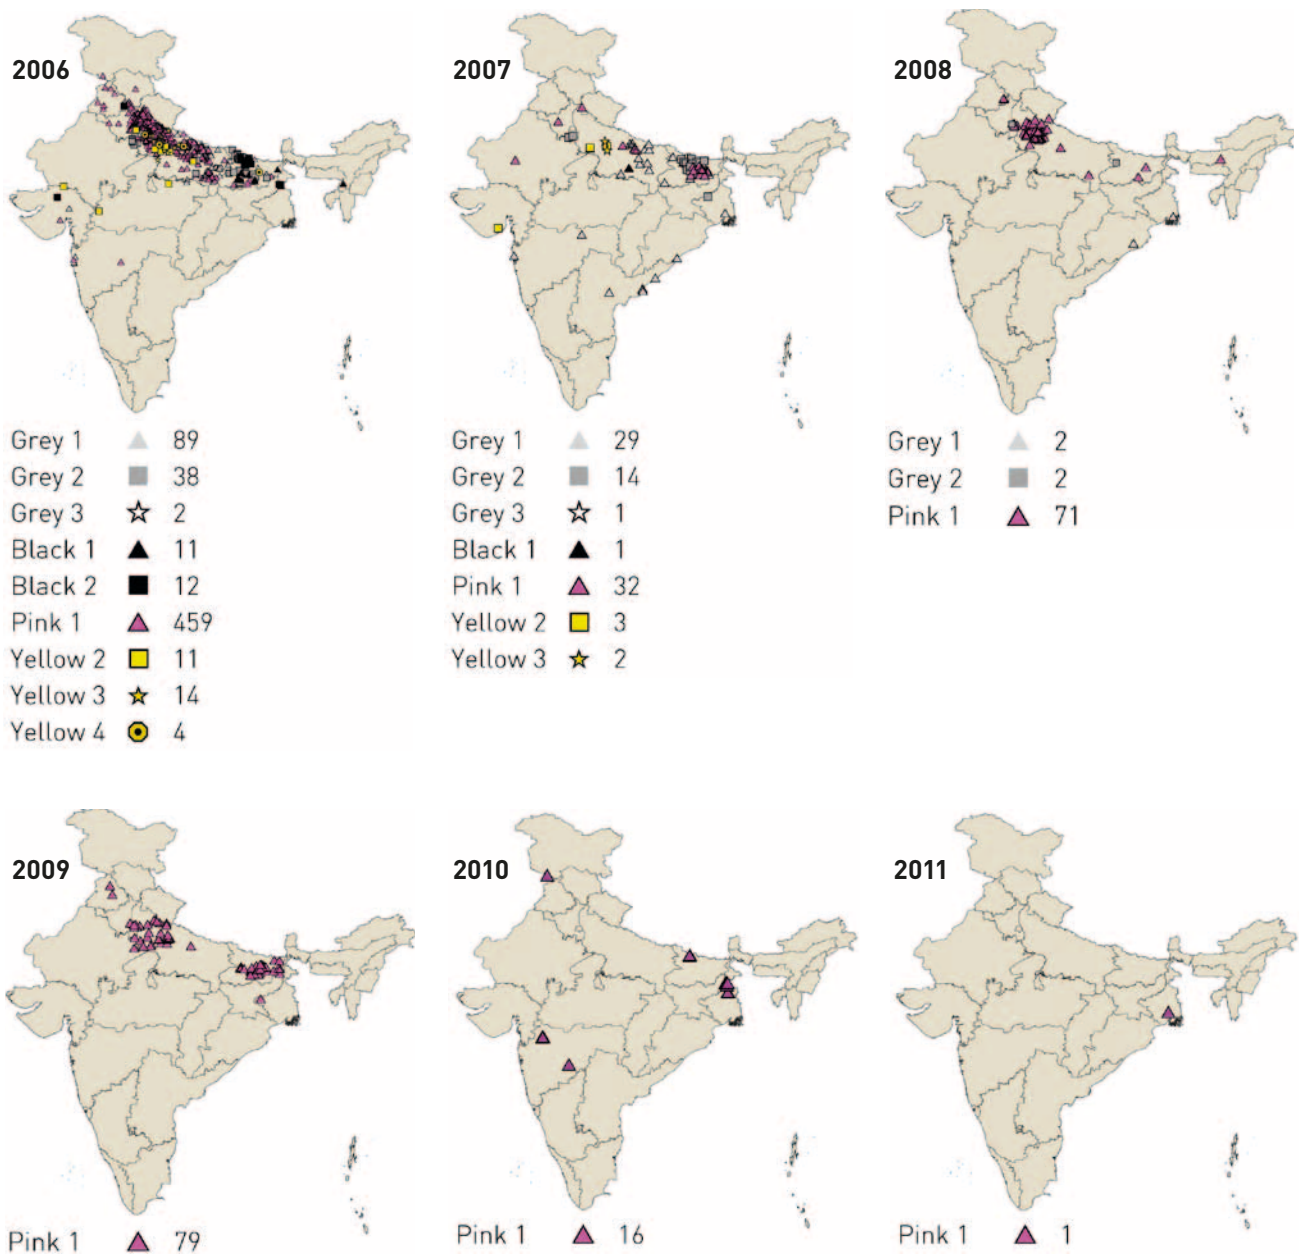 2006
Grey 1 89
Grey 2 38
Grey 3 2
Black 1 11
Black 2 12
Pink 1 459
Yellow 2 11
Yellow 3 14
Yellow 4 4
2007
Grey 1 29
Grey 2 14
Grey 3 1
Black 1 1
Pink 1 32
Yellow 2 3
Yellow 3 2
2008
Grey 1 2
Grey 2 2
Pink 1 71
2009
Pink 1 79
2010
Pink 1 16
2011
Pink 1 1